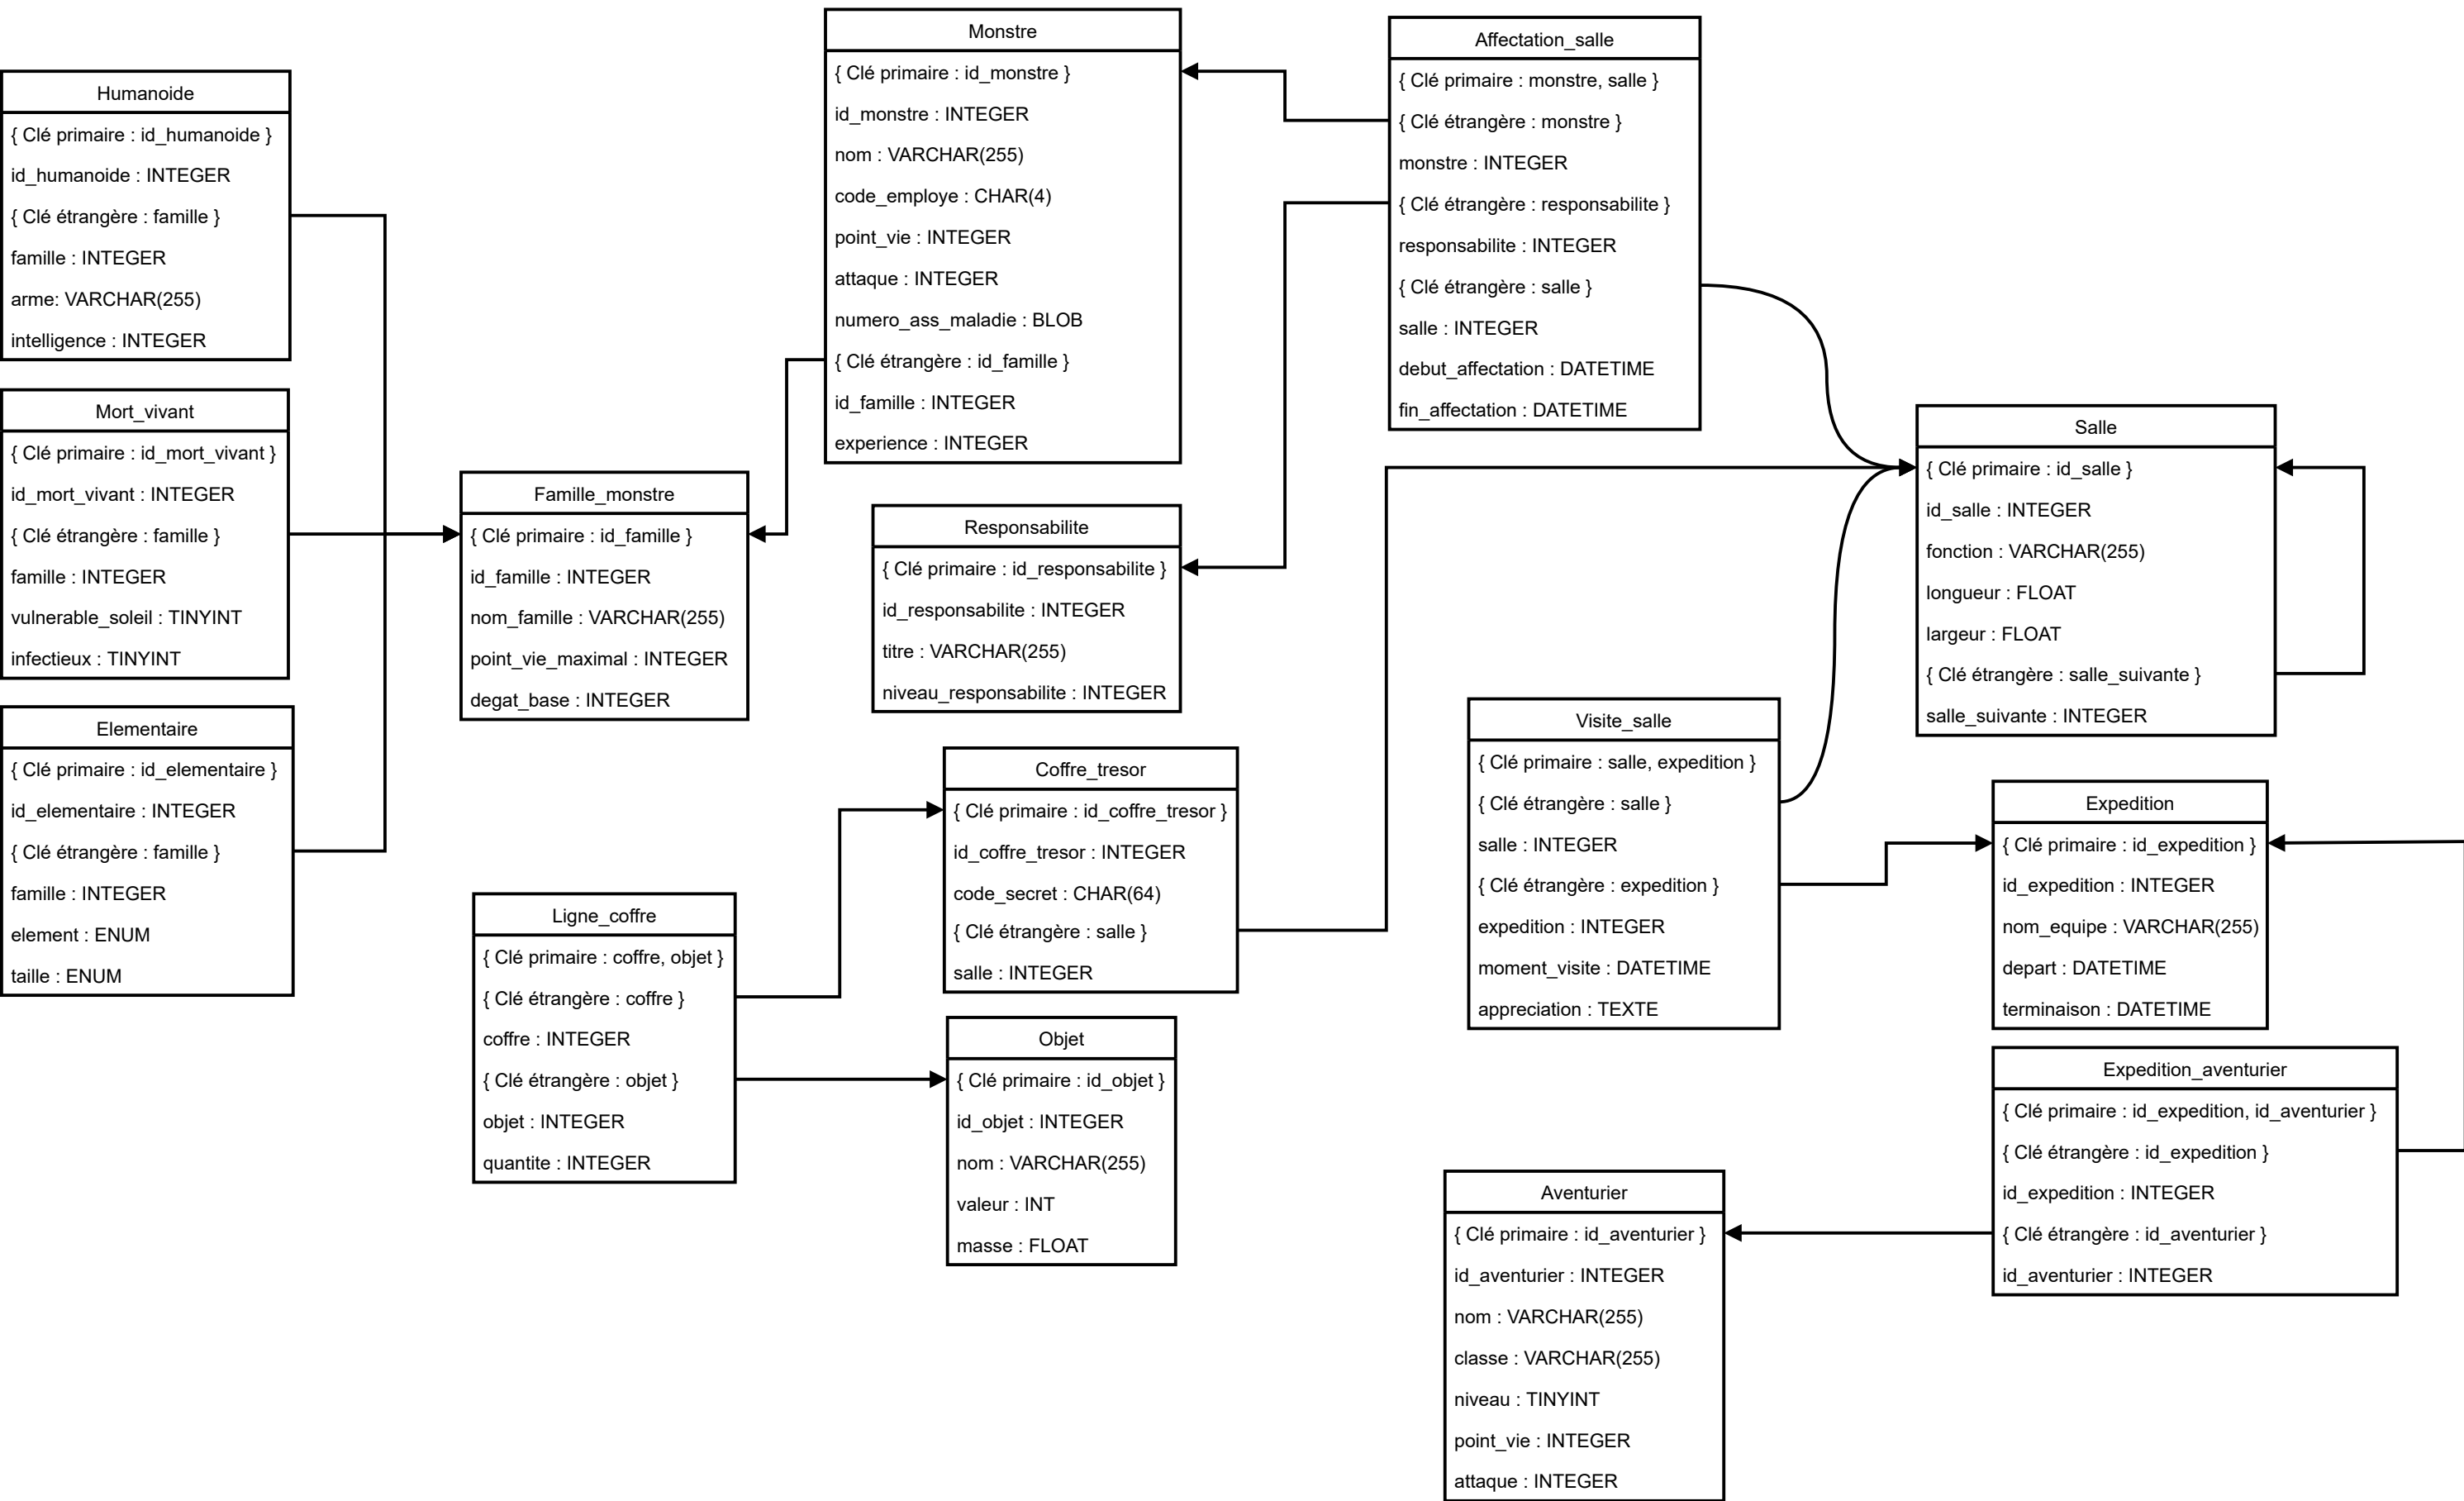 Humanoide
{ Clé primaire : id_humanoide }
id_humanoide : INTEGER
{ Clé étrangère : famille }
famille : INTEGER
arme: VARCHAR(255)
intelligence : INTEGER
Mort_vivant
{ Clé primaire : id_mort_vivant }
id_mort_vivant : INTEGER
{ Clé étrangère : famille }
famille : INTEGER
vulnerable_soleil : TINYINT
infectieux : TINYINT
Elementaire
{ Clé primaire : id_elementaire }
id_elementaire : INTEGER
{ Clé étrangère : famille }
famille : INTEGER
element : ENUM
taille : ENUM
Famille_monstre
{ Clé primaire : id_famille }
id_famille : INTEGER
nom_famille : VARCHAR(255)
point_vie_maximal : INTEGER
degat_base : INTEGER
Ligne_coffre
{ Clé primaire : coffre, objet }
{ Clé étrangère : coffre }
coffre : INTEGER
{ Clé étrangère : objet }
objet : INTEGER
quantite : INTEGER
Monstre
{ Clé primaire : id_monstre }
id_monstre : INTEGER
nom : VARCHAR(255)
code_employe : CHAR(4)
point_vie : INTEGER
attaque : INTEGER
numero_ass_maladie : BLOB
{ Clé étrangère : id_famille }
id_famille : INTEGER
experience : INTEGER
Responsabilite
{ Clé primaire : id_responsabilite }
id_responsabilite : INTEGER
titre : VARCHAR(255)
niveau_responsabilite : INTEGER
Coffre_tresor
{ Clé primaire : id_coffre_tresor }
id_coffre_tresor : INTEGER
code_secret : CHAR(64)
{ Clé étrangère : salle }
salle : INTEGER
Objet
{ Clé primaire : id_objet }
id_objet : INTEGER
nom : VARCHAR(255)
valeur : INT
masse : FLOAT
Affectation_salle
{ Clé primaire : monstre, salle }
{ Clé étrangère : monstre }
monstre : INTEGER
{ Clé étrangère : responsabilite }
responsabilite : INTEGER
{ Clé étrangère : salle }
salle : INTEGER
debut_affectation : DATETIME
fin_affectation : DATETIME
Visite_salle
{ Clé primaire : salle, expedition }
{ Clé étrangère : salle }
salle : INTEGER
{ Clé étrangère : expedition }
expedition : INTEGER
moment_visite : DATETIME
appreciation : TEXTE
Aventurier
{ Clé primaire : id_aventurier }
id_aventurier : INTEGER
nom : VARCHAR(255)
classe : VARCHAR(255)
niveau : TINYINT
point_vie : INTEGER
attaque : INTEGER
Salle
{ Clé primaire : id_salle }
id_salle : INTEGER
fonction : VARCHAR(255)
longueur : FLOAT
largeur : FLOAT
{ Clé étrangère : salle_suivante }
salle_suivante : INTEGER
Expedition
{ Clé primaire : id_expedition }
id_expedition : INTEGER
nom_equipe : VARCHAR(255)
depart : DATETIME
terminaison : DATETIME
Expedition_aventurier
{ Clé primaire : id_expedition, id_aventurier }
{ Clé étrangère : id_expedition }
id_expedition : INTEGER
{ Clé étrangère : id_aventurier }
id_aventurier : INTEGER